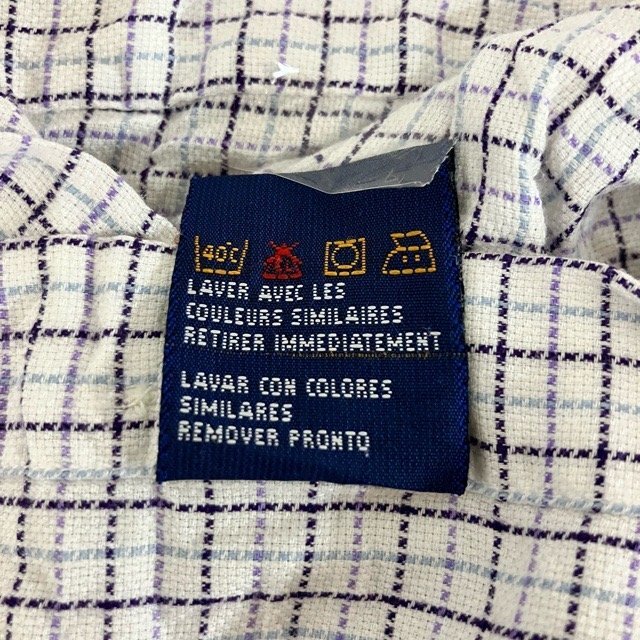 40°C
LAVER AVEC LES
COULEURS SIMILAIRES
RETIRER IMMEDIATEMENT
LAVAR CON COLORES
SIMILARES
REMOVER PRONTO